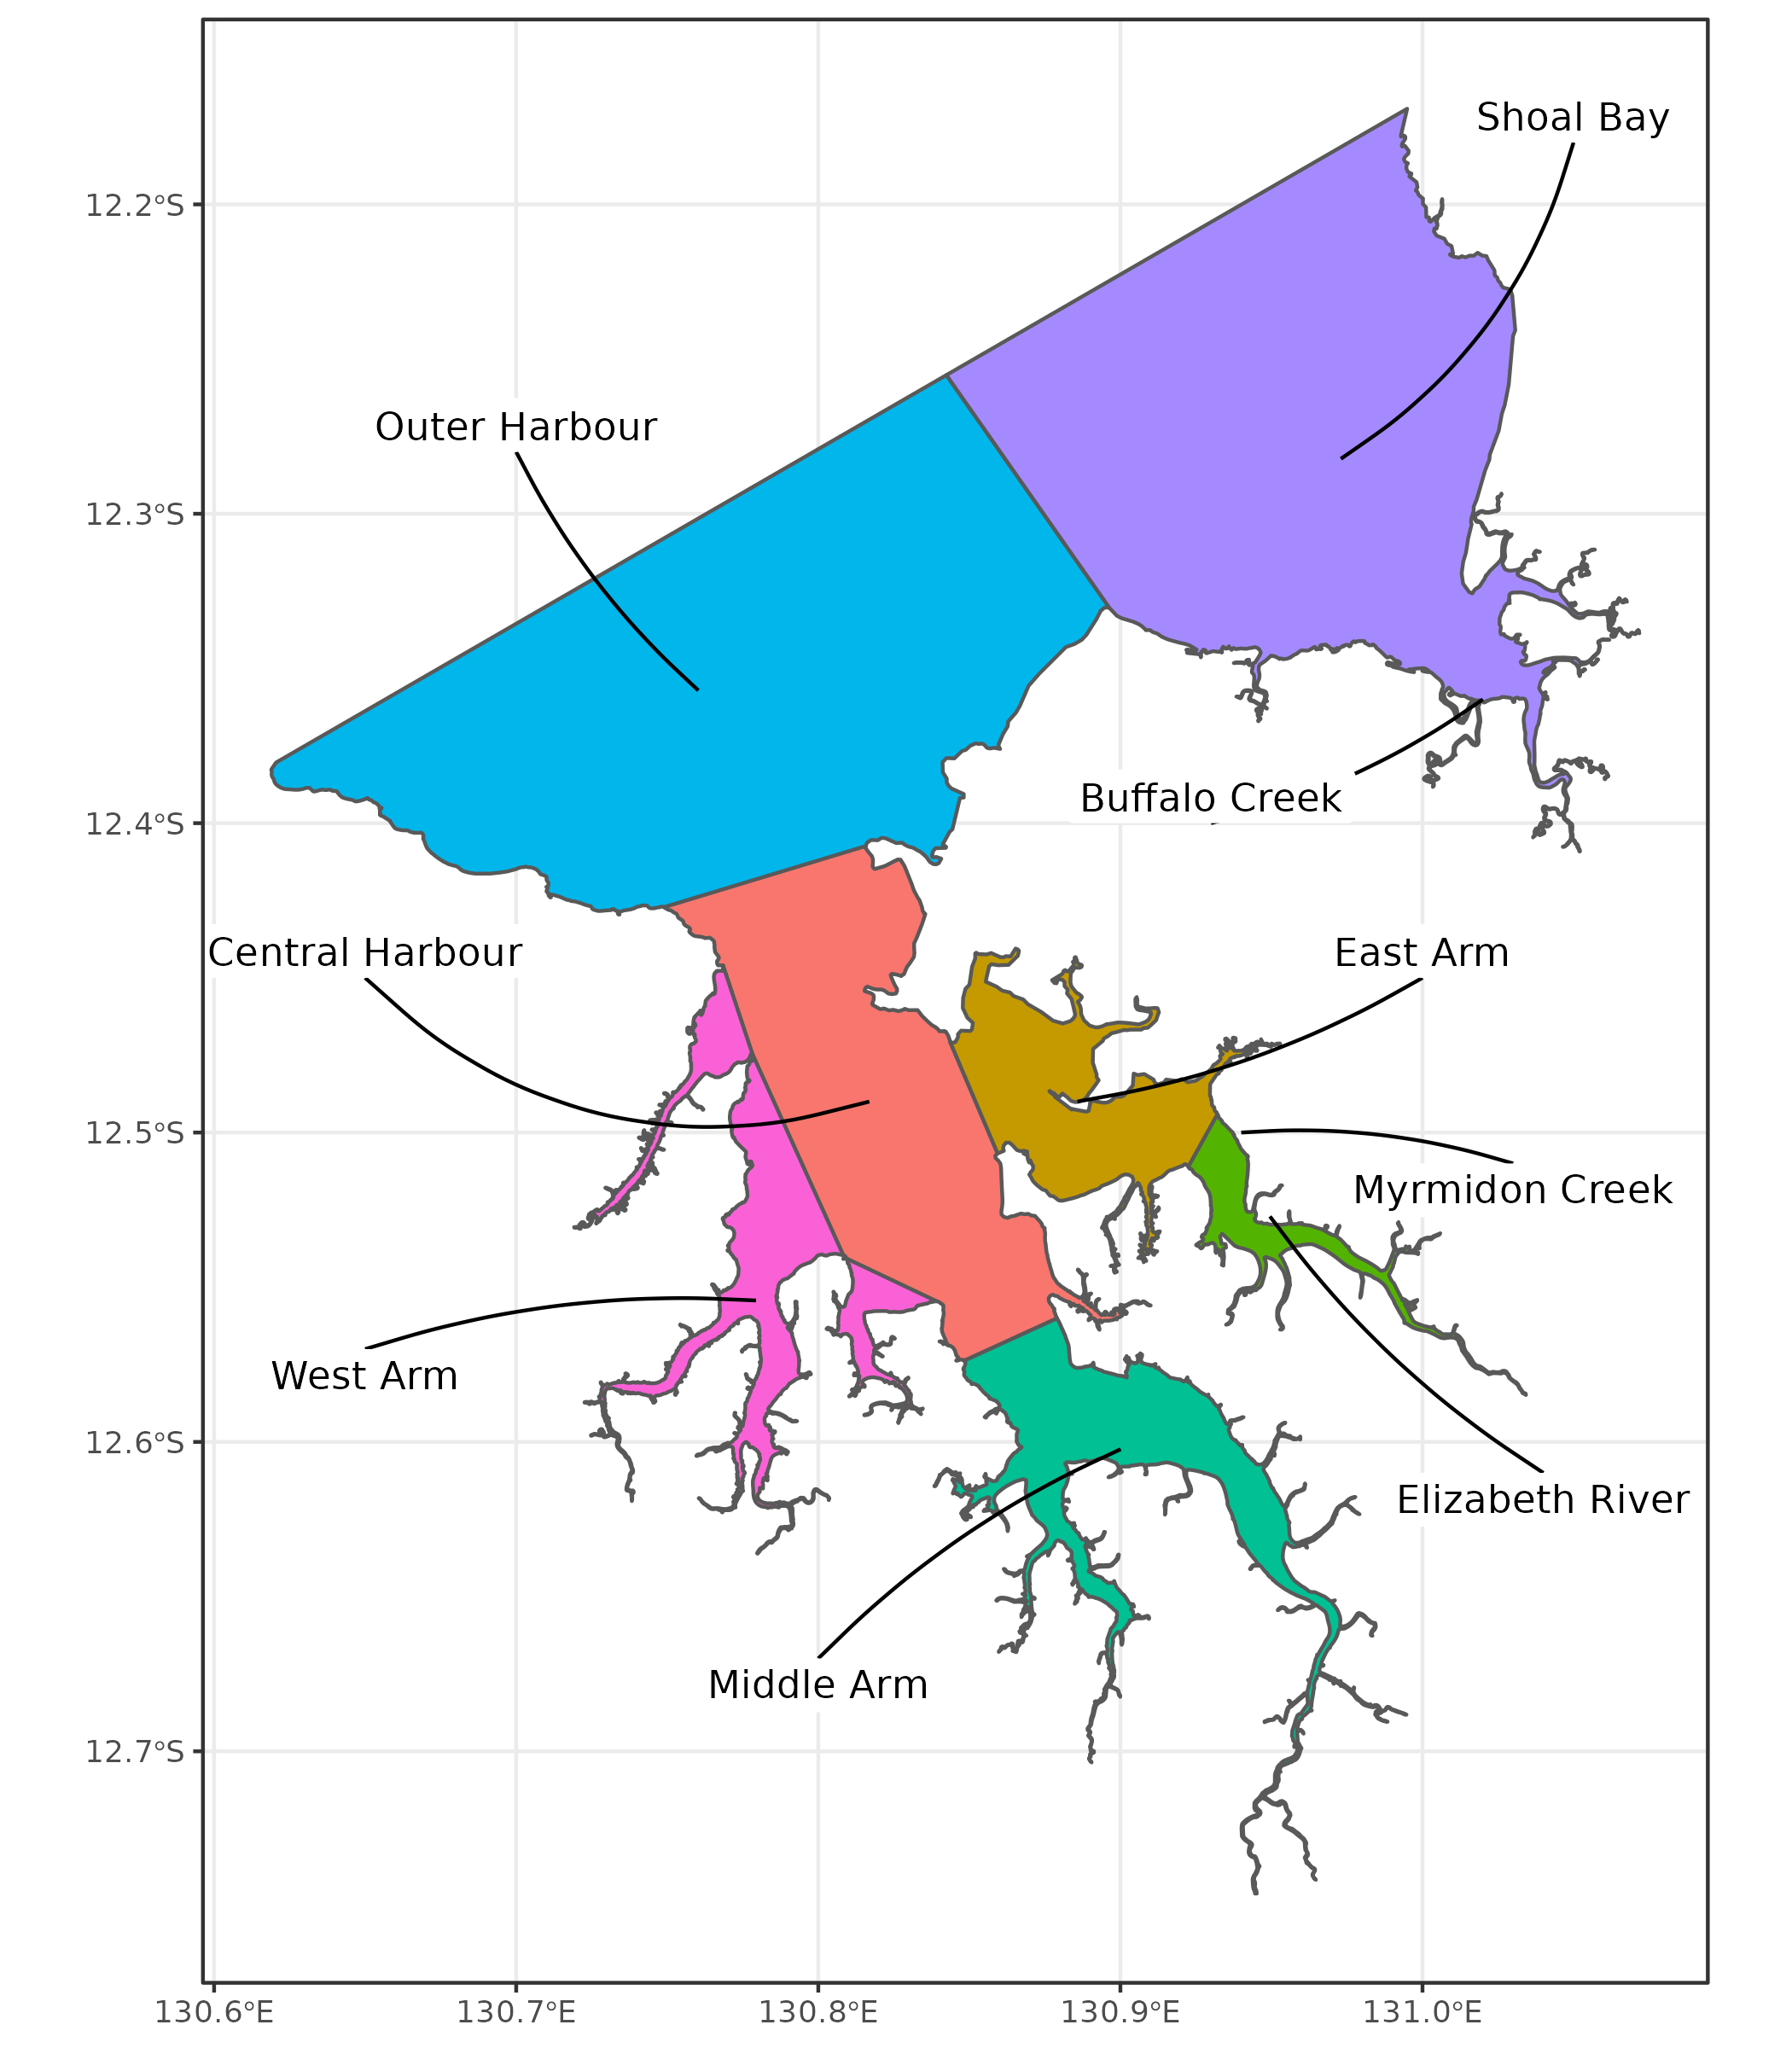 Shoal Bay
12.2°S
Outer Harbour
12.3°S
Buffalo Creek
12.4°S
Central Harbour
East Arm
12.5°S
Myrmidon Creek
West Arm
12.6°S
Elizabeth River
Middle Arm
12.7°S
130.6°E
130.7°E
130.8°E
130.9°E
131.0°E